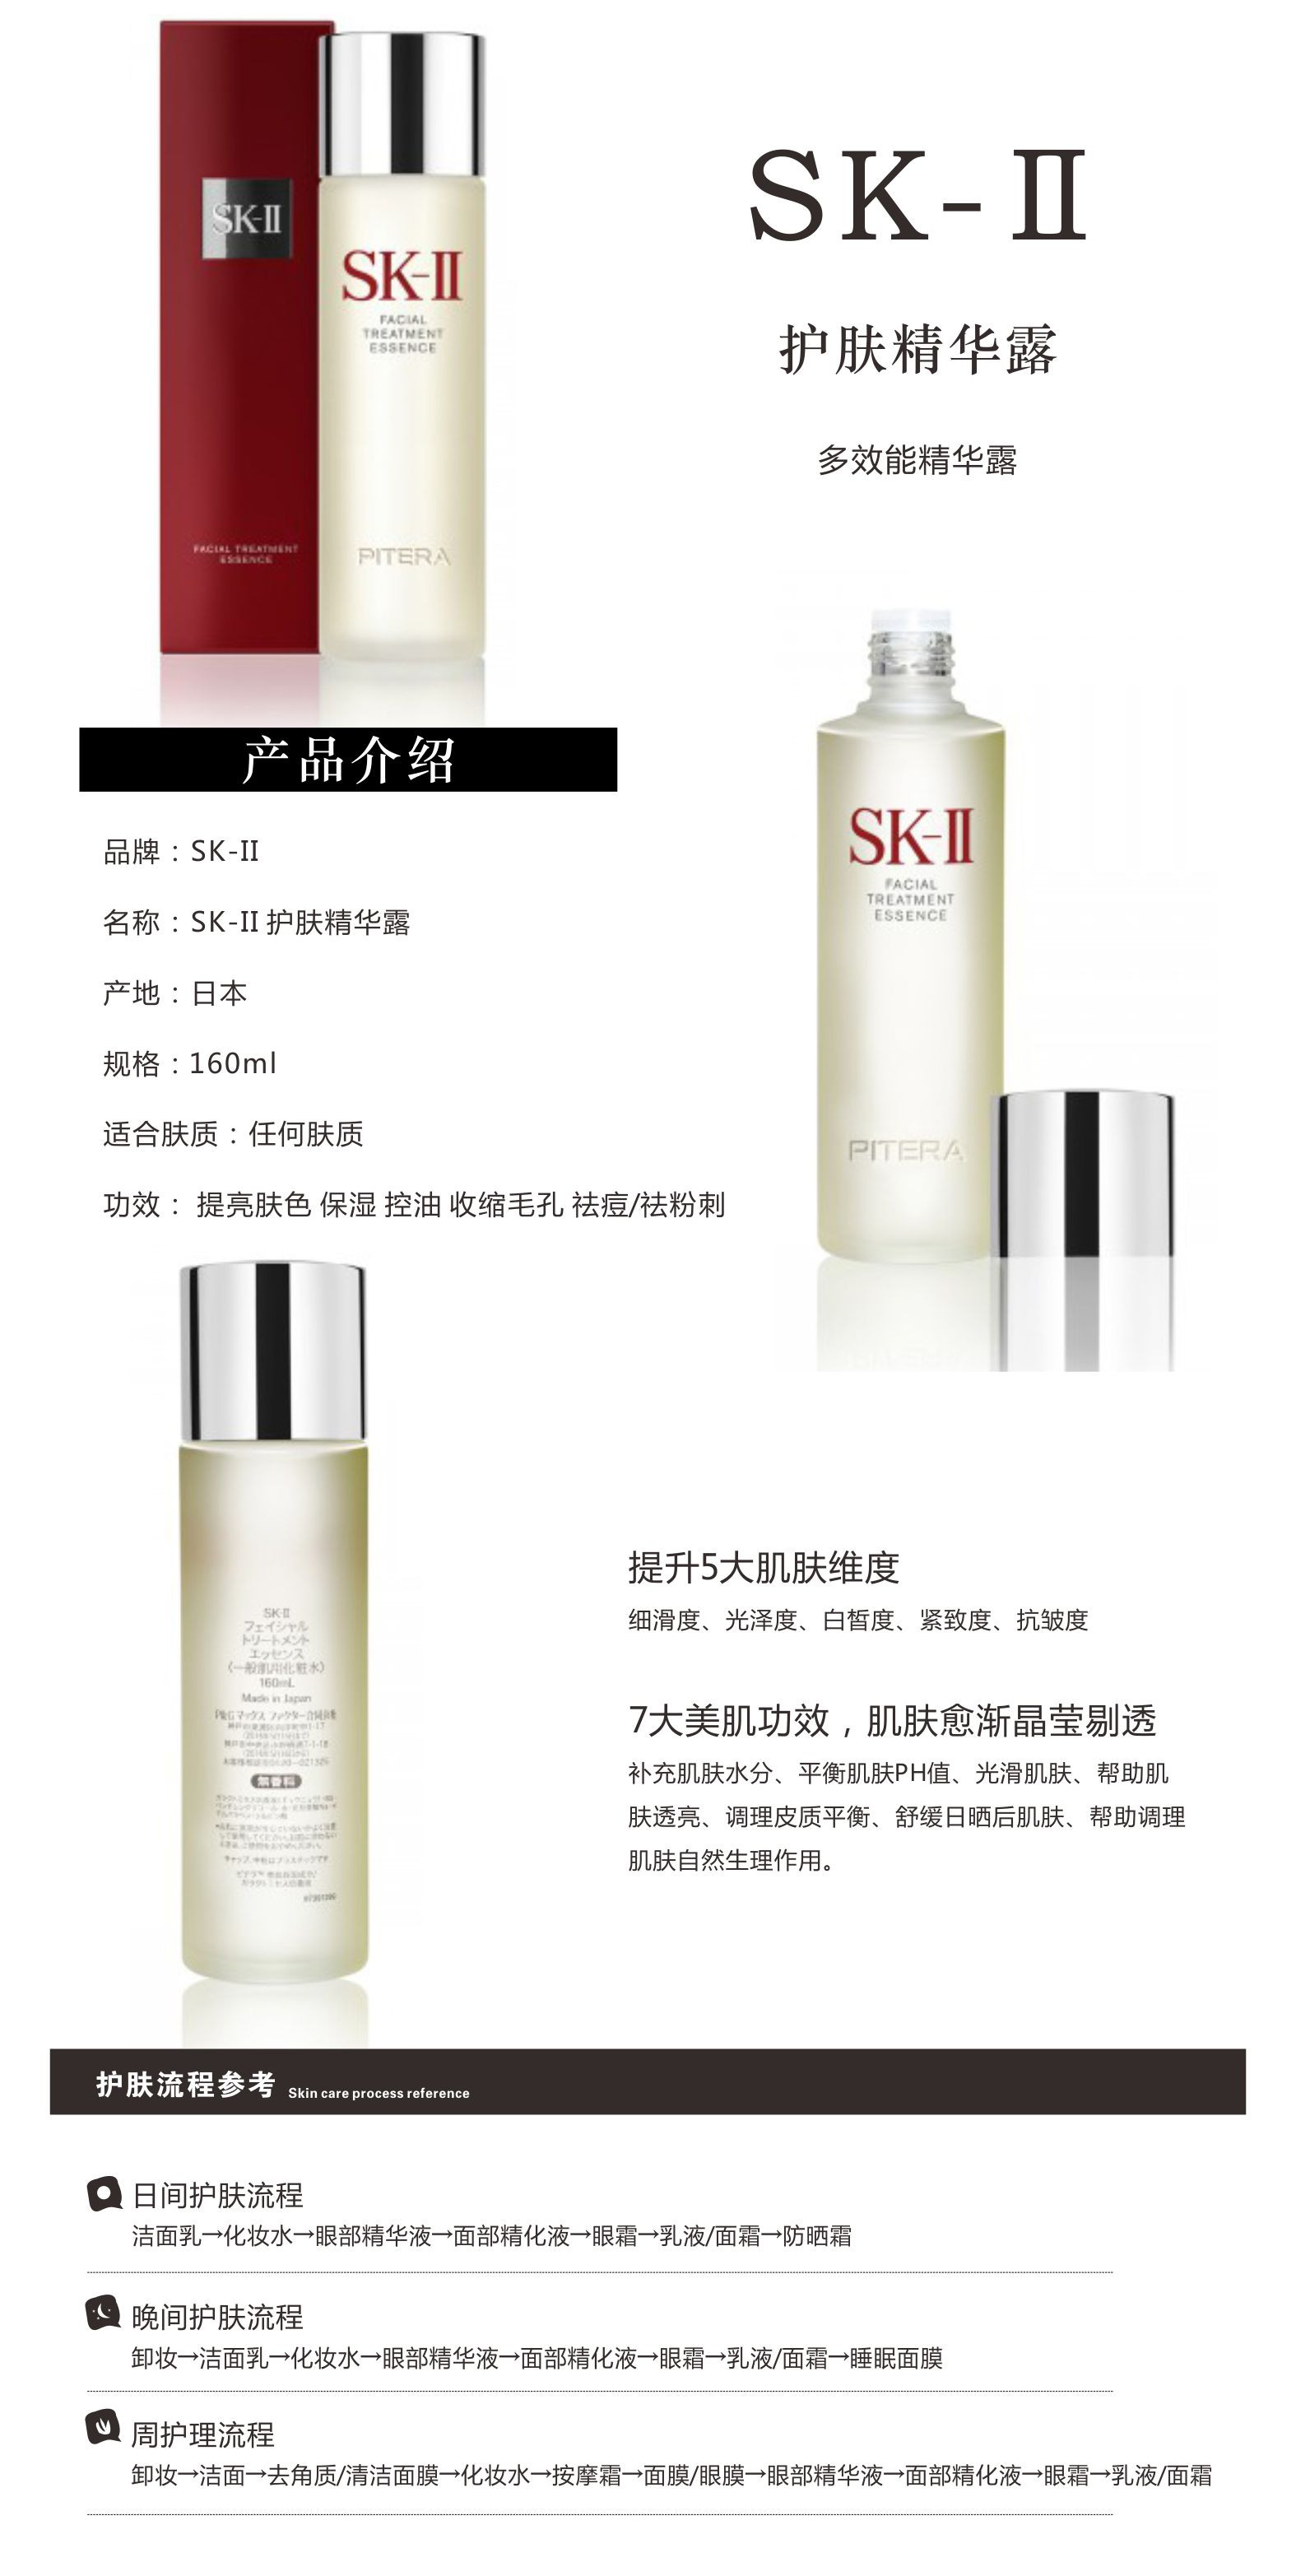 SK-II
SK-II
FACIAL
TREATMENT
ESSENCE
FACIAL TREATMENT
ESSENCE
PITERA
SK-Ⅱ
护肤精华露
多效能精华露
产品介绍
品牌：SK-II
名称：SK-II 护肤精华露
产地：日本
规格：160ml
适合肤质：任何肤质
功效： 提亮肤色 保湿 控油 收缩毛孔 祛痘/祛粉刺
SK-II
FACIAL
TREATMENT
ESSENCE
PITERA
SK-II
フェイシャル
トリートメント
エッセンス
(一般肌用化粧水)
160mL
Made in Japan
無香料
提升5大肌肤维度
细滑度、光泽度、白皙度、紧致度、抗皱度
7大美肌功效，肌肤愈渐晶莹剔透
补充肌肤水分、平衡肌肤PH值、光滑肌肤、帮助肌
肤透亮、调理皮质平衡、舒缓日晒后肌肤、帮助调理
肌肤自然生理作用。
护肤流程参考 Skin care process reference
日间护肤流程
洁面乳→化妆水→眼部精华液→面部精化液→眼霜→乳液/面霜→防晒霜
晚间护肤流程
卸妆→洁面乳→化妆水→眼部精华液→面部精化液→眼霜→乳液/面霜→睡眠面膜
周护理流程
卸妆→洁面→去角质/清洁面膜→化妆水→按摩霜→面膜/眼膜→眼部精华液→面部精化液→眼霜→乳液/面霜